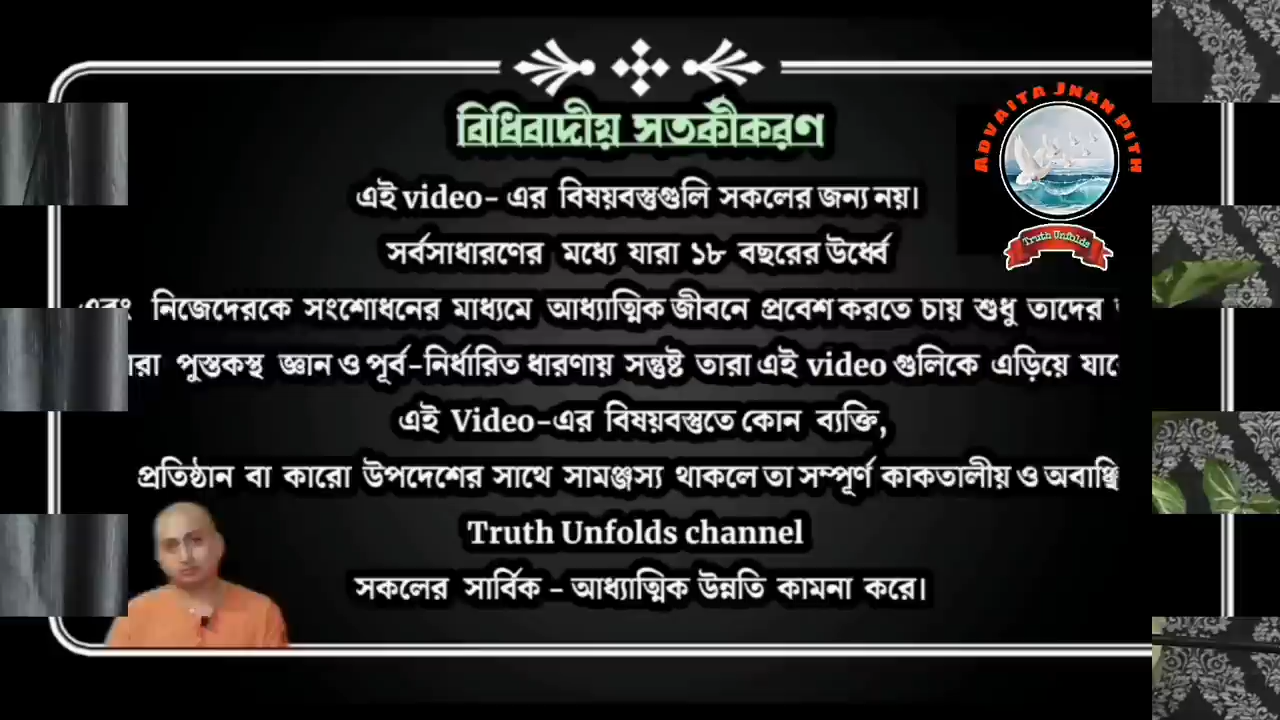 বিধিবাদীয় সতর্কীকরণ
এই video- এর বিষয়বস্তুগুলি সকলের জন্য নয়।
সর্বসাধারণের মধ্যে যারা ১৮ বছরের উর্ধ্বে
নিজেদেরকে সংশোধনের মাধ্যমে আধ্যাত্মিক জীবনে প্রবেশ করতে চায় শুধু তাদের
পুস্তকস্থ জ্ঞান ও পূর্ব-নির্ধারিত ধারণায় সন্তুষ্ট তারা এই video গুলিকে এড়িয়ে
এই Video-এর বিষয়বস্তুতে কোন ব্যক্তি,
প্রতিষ্ঠান বা কারো উপদেশের সাথে সামঞ্জস্য থাকলে তা সম্পূর্ণ কাকতালীয় ও
Truth Unfolds channel
সকলের সার্বিক - আধ্যাত্মিক উন্নতি কামনা করে।
ADVAITA JNAN PITH
Truth Unfolds